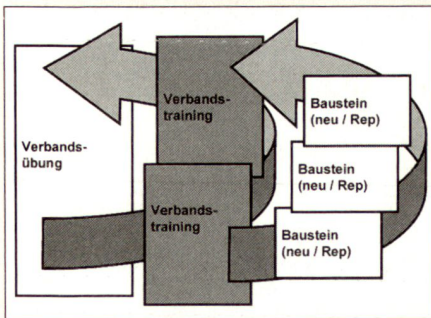 Verbands-
übung
Verbands-
training
Verbands-
training
Baustein
(neu / Rep)
Baustein
(neu / Rep)
Baustein
(neu / Rep)